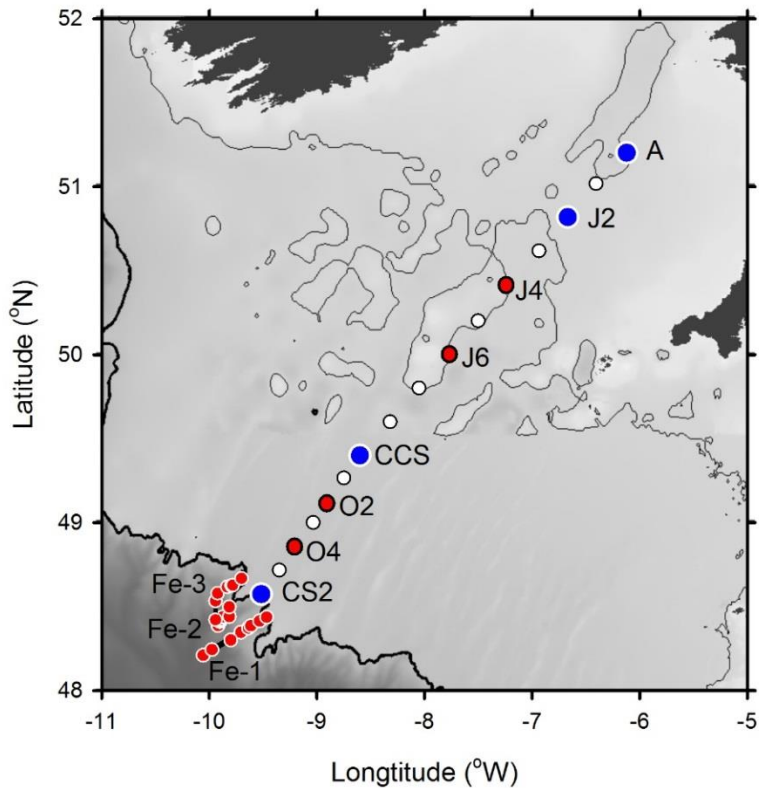 52
51
50
49
48
Latitude (°N)
A
J2
J4
J6
CCS
O2
O4
CS2
Fe-3
Fe-2
Fe-1
-11 -10 -9 -8 -7 -6 -5
Longtitude (°W)